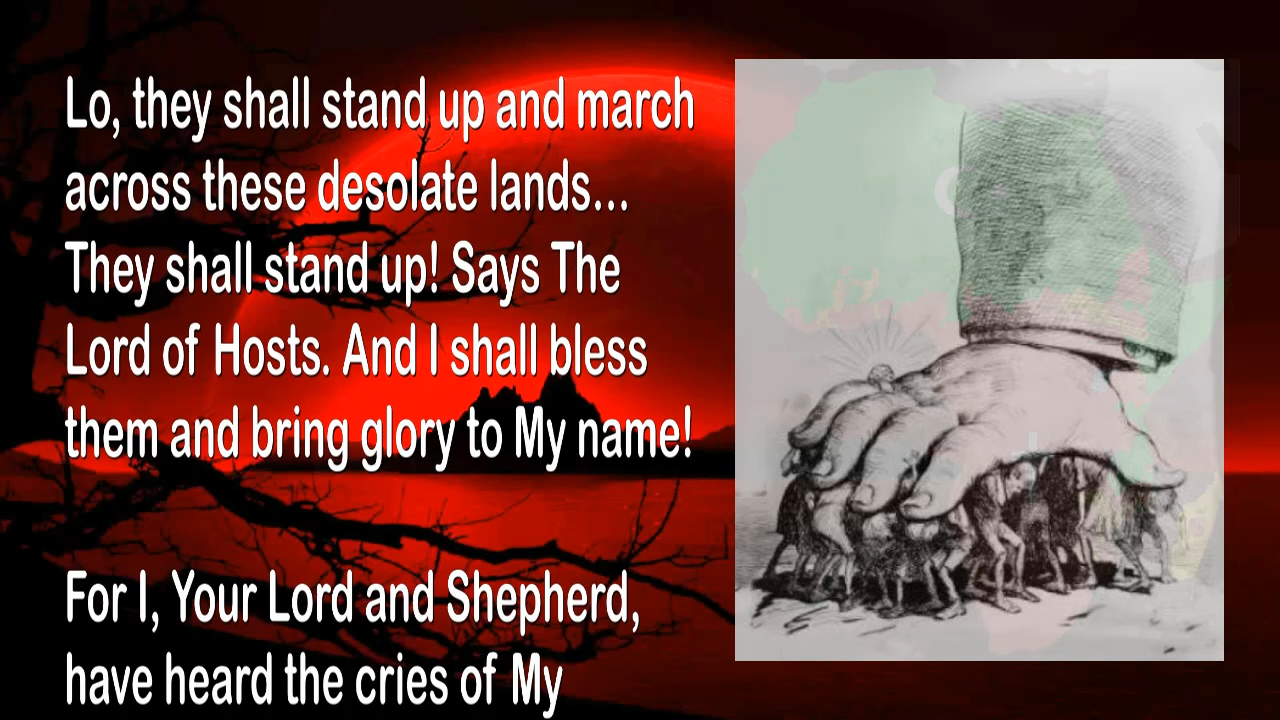 Lo, they shall stand up and march
across these desolate lands...
They shall stand up! Says The
Lord of Hosts. And I shall bless
them and bring glory to My name!
For I, Your Lord and Shepherd,
have heard the cries of My